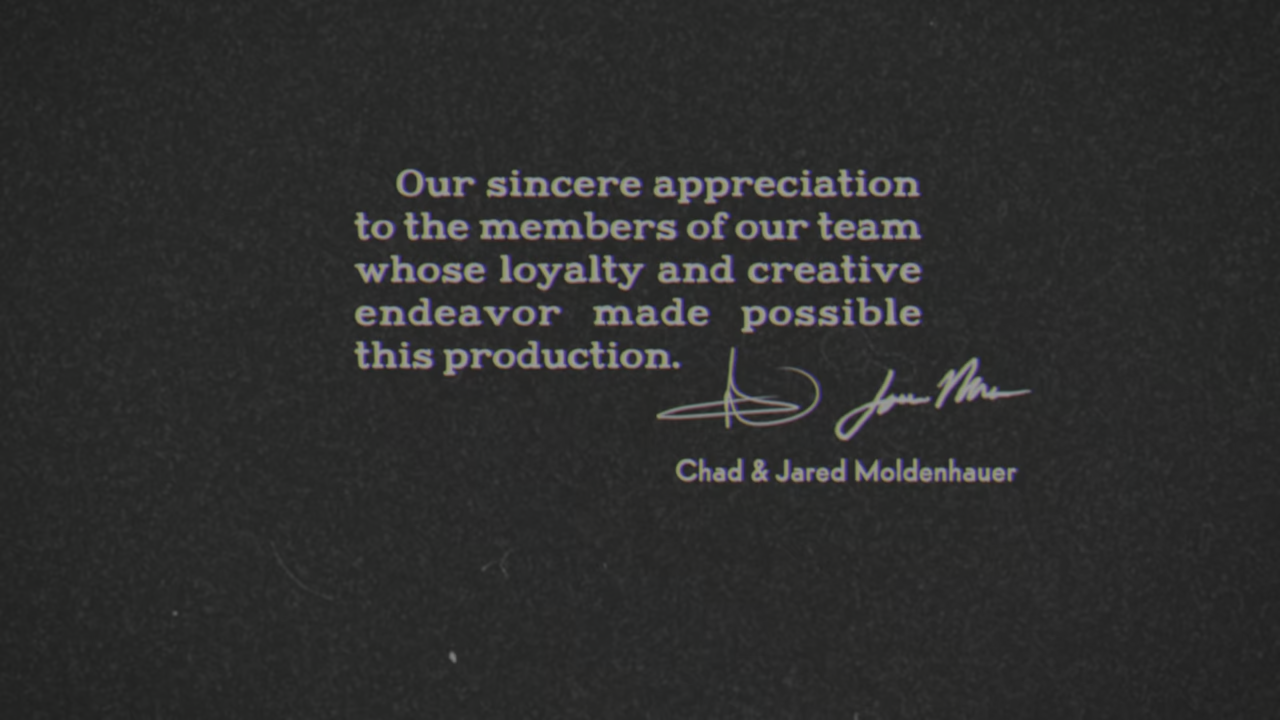 Our sincere appreciation
to the members of our team
whose loyalty and creative
endeavor made possible
this production.
Chad & Jared Moldenhauer